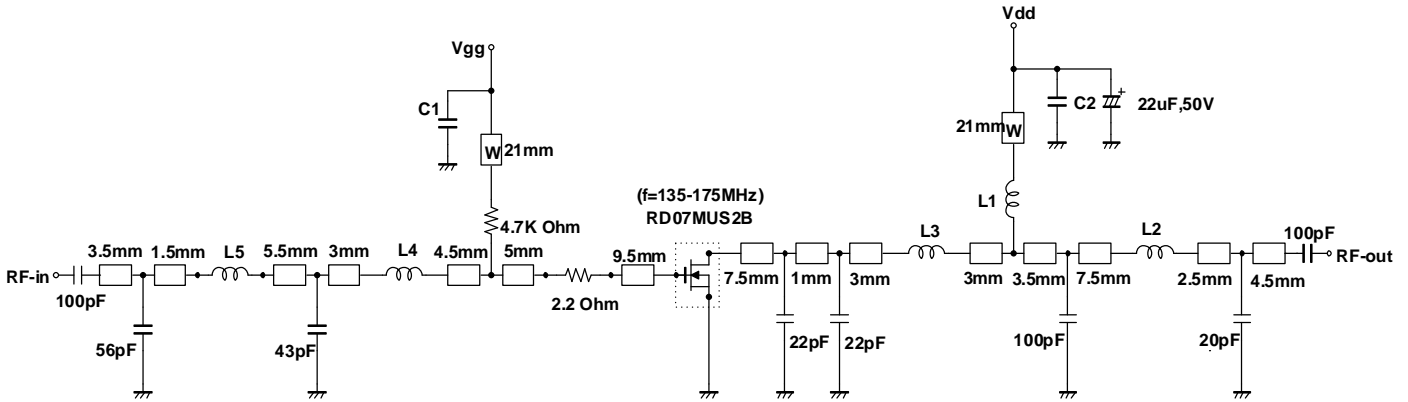 Vdd
Vgg
C1
C2
22uF,50V
+
W 21mm
21mm W
(f=135-175MHz)
RD07MUS2B
L1
4.7K Ohm
3.5mm
1.5mm
L5
5.5mm
3mm
L4
4.5mm
5mm
9.5mm
L3
L2
100pF
RF-in
100pF
2.2 Ohm
7.5mm
1mm
3mm
3mm
3.5mm
7.5mm
2.5mm
4.5mm
RF-out
56pF
43pF
22pF
22pF
100pF
20pF